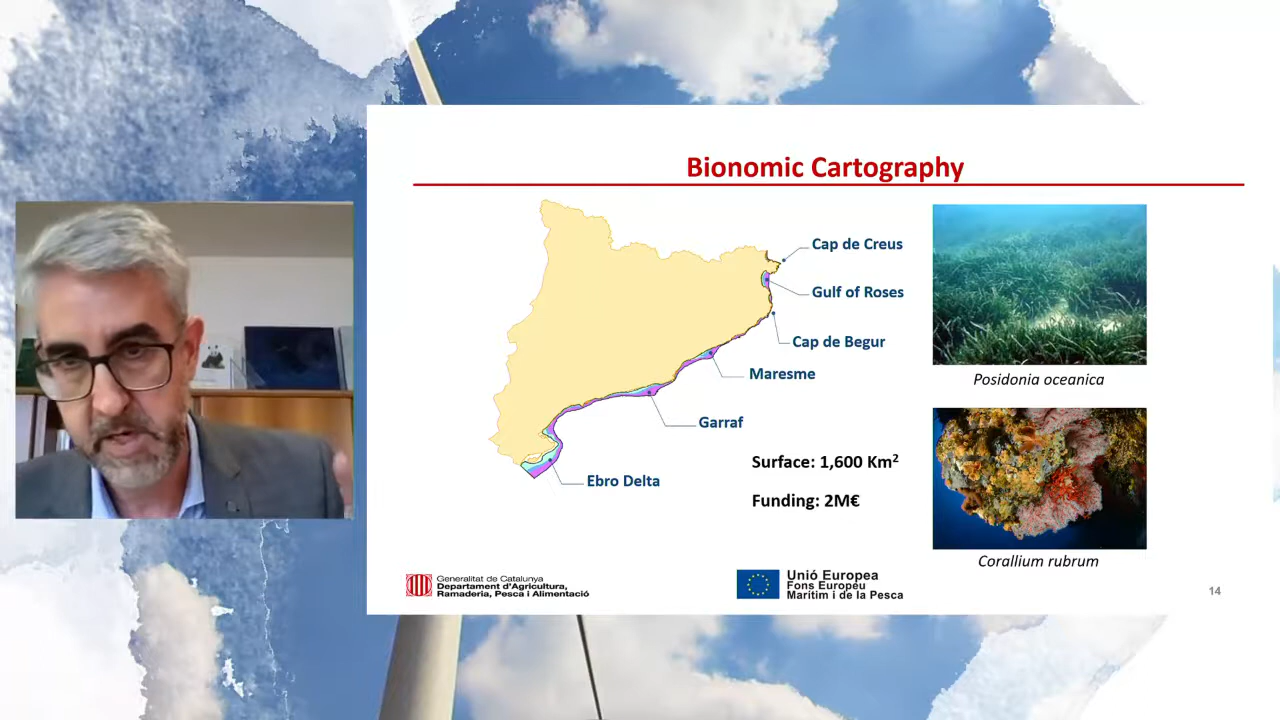 Bionomic Cartography
Cap de Creus
Gulf of Roses
Cap de Begur
Maresme
Garraf
Ebro Delta
Surface: 1,600 Km²
Funding: 2M€
Posidonia oceanica
Corallium rubrum
Generalitat de Catalunya
Departament d'Agricultura,
Ramaderia, Pesca i Alimentació
Unió Europea
Fons Europeu
Marítim i de la Pesca
14